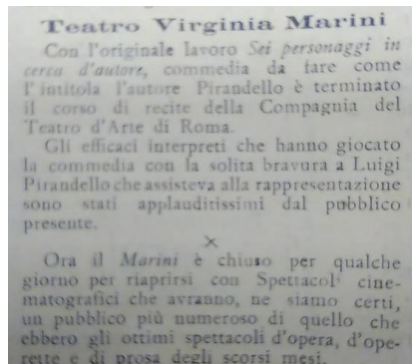 Teatro Virginia Marini
Con l'originale lavoro Sei personaggi in
cerca d'autore, commedia da fare come
l'intitola l'autore Pirandello è terminato
il corso di recite della Compagnia del
Teatro d'Arte di Roma.
Gli efficaci interpreti che hanno giocato
la commedia con la solita bravura a Luigi
Pirandello che assisteva alla rappresentazione
sono stati applauditissimi dal pubblico
presente.
×
Ora il Marini è chiuso per qualche
giorno per riaprirsi con Spettacol cine-
matografici che avranno, ne siamo certi,
un pubblico più numeroso di quello che
ebbero gli ottimi spettacoli d'opera, d'ope-
rette e di prosa degli scorsi mesi.